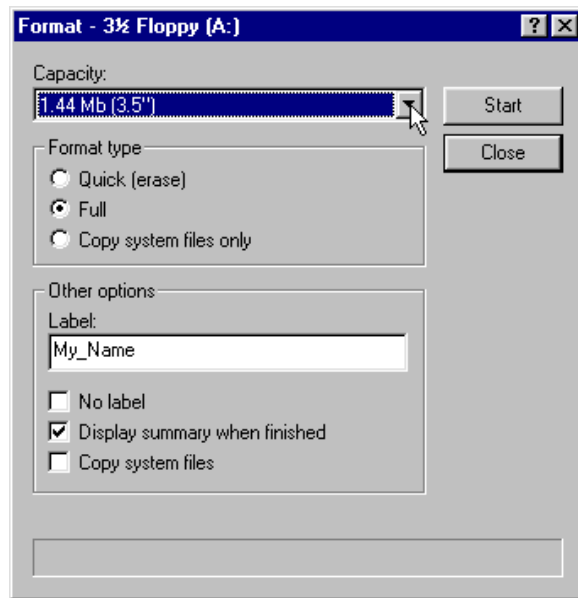 Format - 3½ Floppy (A:)
Capacity:
1.44 Mb (3.5")
Start
Format type
Close
Quick (erase)
Full
Copy system files only
Other options
Label:
My_Name
No label
Display summary when finished
Copy system files